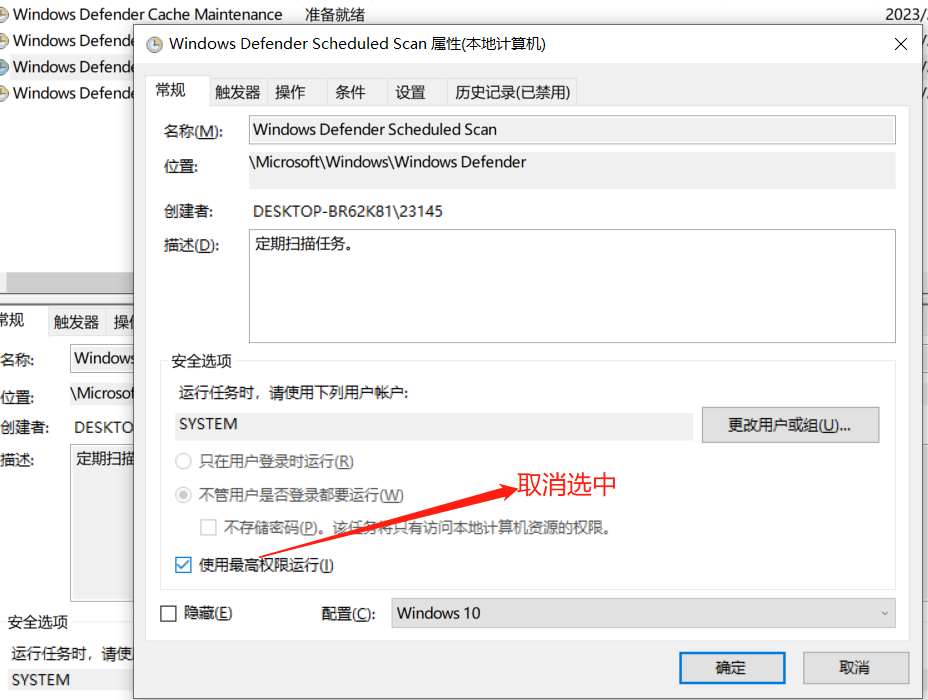 Windows Defender Cache Maintenance 准备就绪 2023/
Windows Defende
Windows Defende
Windows Defende
Windows Defender Scheduled Scan 属性(本地计算机)
常规 触发器 操作 条件 设置 历史记录(已禁用)
名称(M): Windows Defender Scheduled Scan
位置: \Microsoft\Windows\Windows Defender
创建者: DESKTOP-BR62K81\23145
描述(D): 定期扫描任务。
安全选项
运行任务时，请使用下列用户帐户:
SYSTEM 更改用户或组(U)...
只在用户登录时运行(R)
取消选中
不管用户是否登录都要运行(W)
不存储密码(P)。该任务将只有访问本地计算机资源的权限。
使用最高权限运行(I)
隐藏(E) 配置(C): Windows 10
确定 取消
常规 触发器 操作
名称: Windows
位置: \Microsof
创建者: DESKTO
描述: 定期扫描
安全选项
运行任务时，请使
SYSTEM